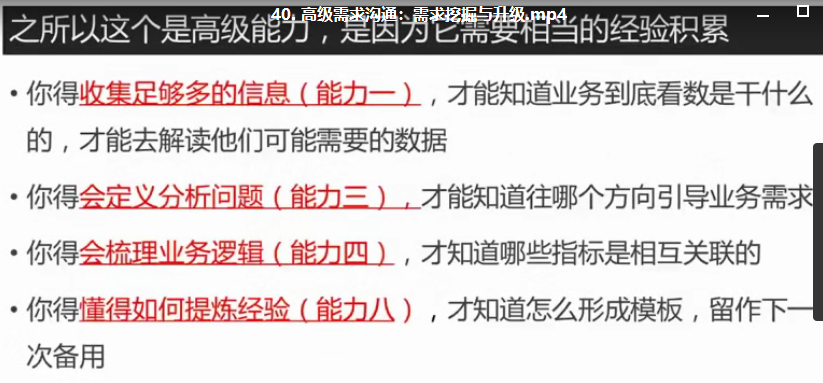 40. 高级需求沟通：需求挖掘与升级.mp4
之所以这个是高级能力，是因为它需要相当的经验积累
• 你得收集足够多的信息（能力一），才能知道业务到底看数是干什么
的，才能去解读他们可能需要的数据
• 你得会定义分析问题（能力三），才能知道往哪个方向引导业务需求
• 你得会梳理业务逻辑（能力四），才知道哪些指标是相互关联的
• 你得懂得如何提炼经验（能力八），才知道怎么形成模板，留作下一
次备用